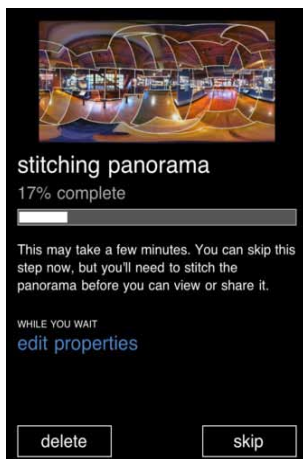 stitching panorama
17% complete
This may take a few minutes. You can skip this
step now, but you'll need to stitch the
panorama before you can view or share it.
WHILE YOU WAIT
edit properties
delete
skip